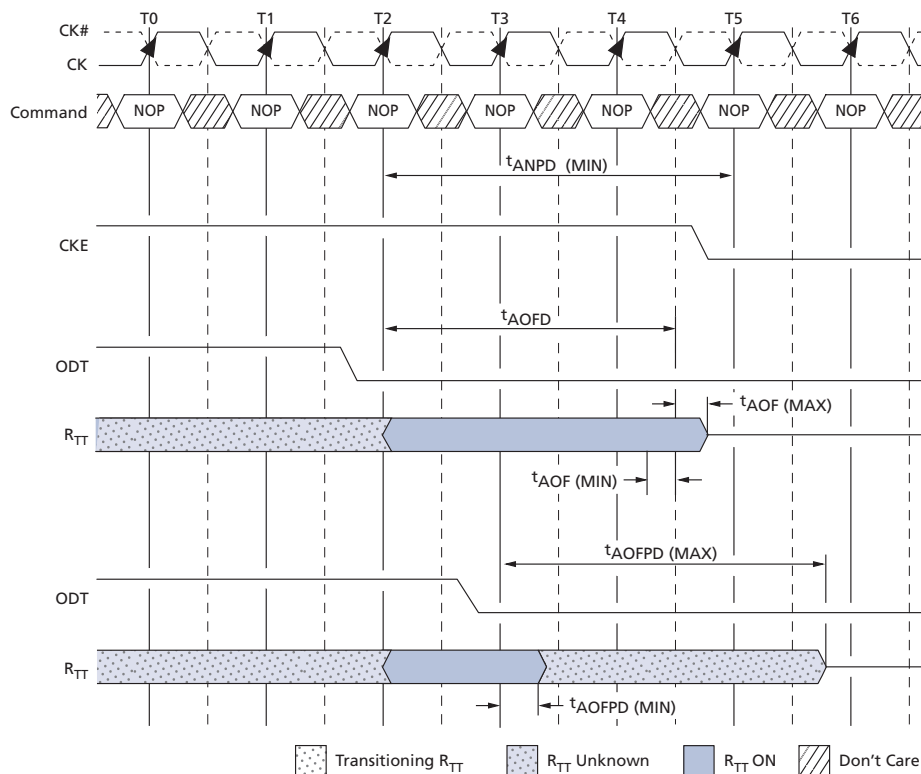 T0 T1 T2 T3 T4 T5 T6
CK#
CK
Command NOP NOP NOP NOP NOP NOP NOP
tANPD (MIN)
CKE
tAOFD
ODT
tAOF (MAX)
RTT
tAOF (MIN)
tAOFPD (MAX)
ODT
RTT
tAOFPD (MIN)
Transitioning RTT RTT Unknown RTT ON Don't Care